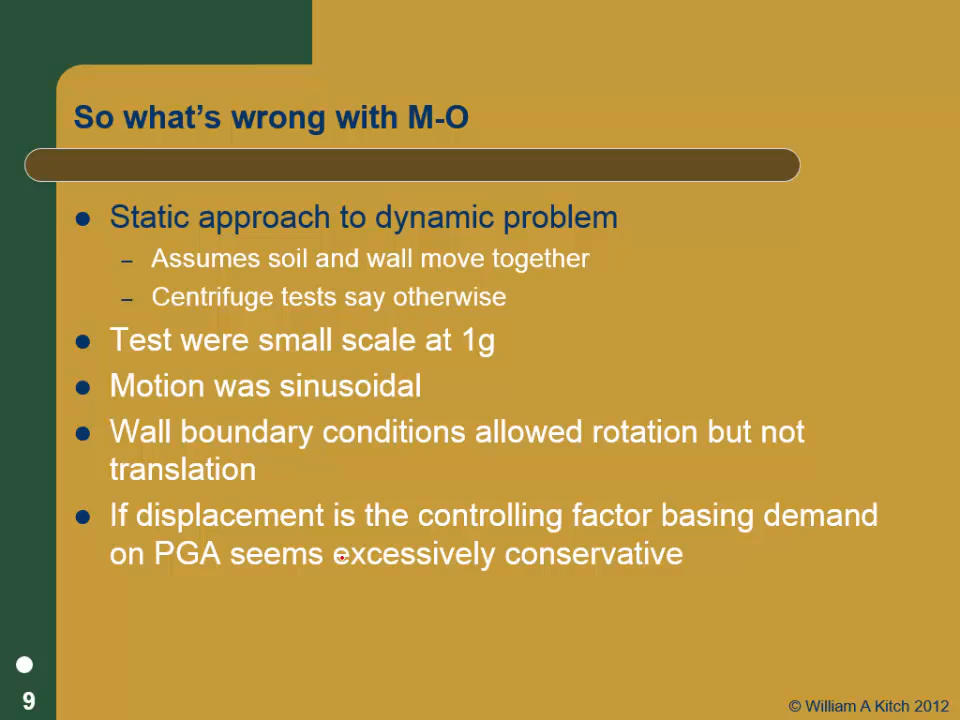 So what's wrong with M-O
● Static approach to dynamic problem
– Assumes soil and wall move together
– Centrifuge tests say otherwise
● Test were small scale at 1g
● Motion was sinusoidal
● Wall boundary conditions allowed rotation but not
translation
● If displacement is the controlling factor basing demand
on PGA seems excessively conservative
9
© William A Kitch 2012